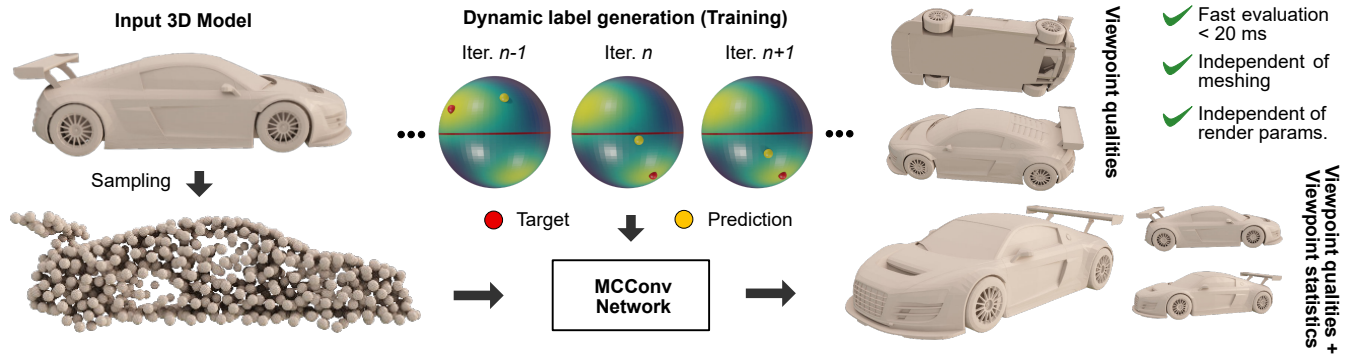 Input 3D Model
Sampling
Dynamic label generation (Training)
Iter. n-1
Iter. n
Iter. n+1
•••
•••
Target
Prediction
MCConv
Network
Viewpoint qualities
Viewpoint qualities +
Viewpoint statistics
Fast evaluation
< 20 ms
Independent of
meshing
Independent of
render params.